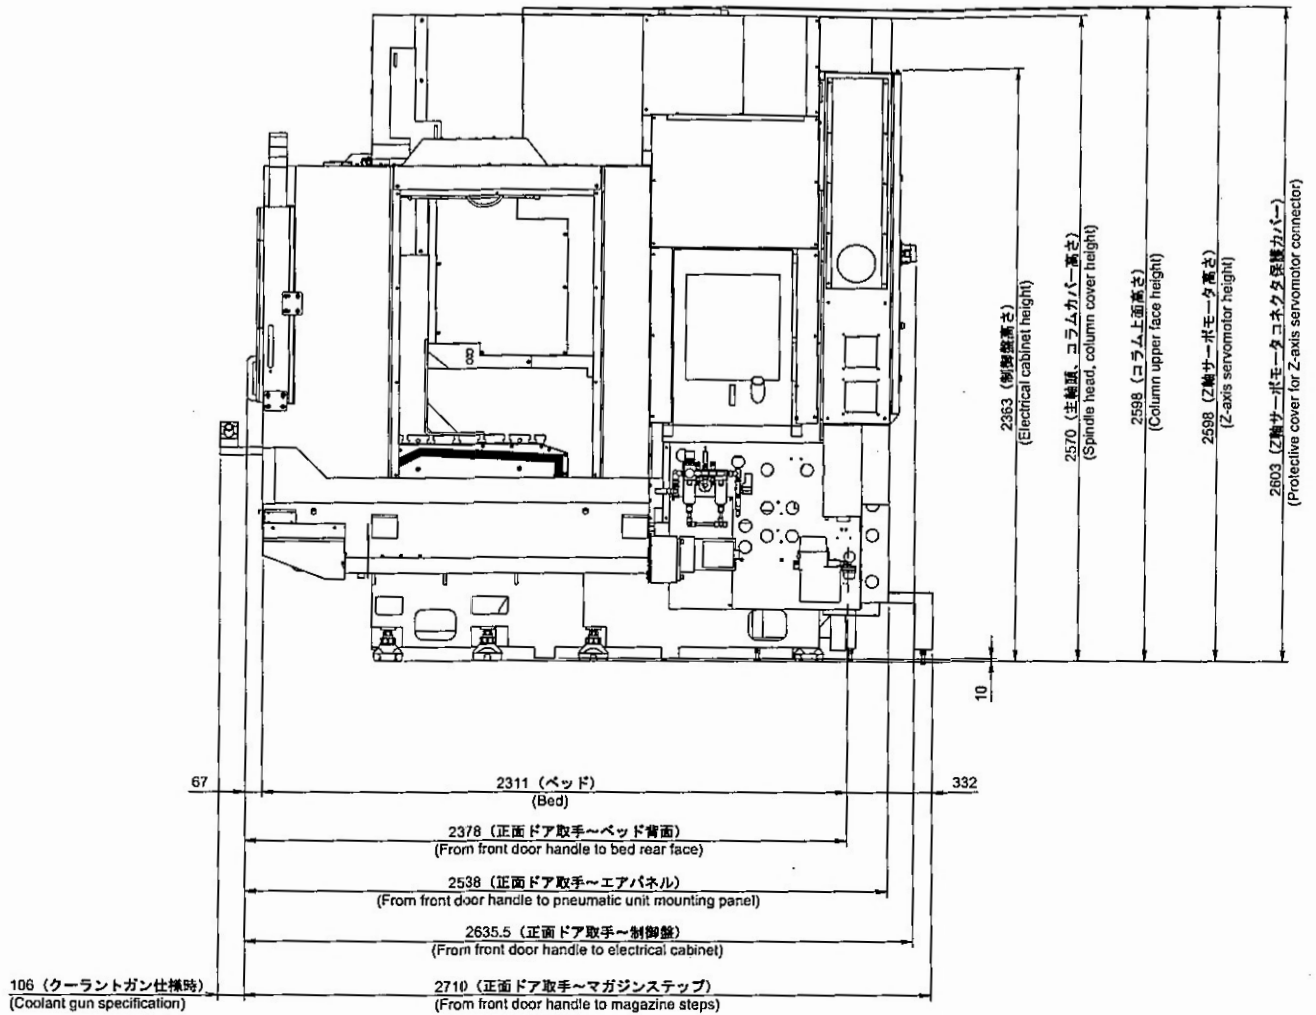 2363（制御盤高さ）
(Electrical cabinet height)
2570（主軸頭、コラムカバー高さ）
(Spindle head, column cover height)
2598（コラム上面高さ）
(Column upper face height)
2598（Z軸サーボモータ高さ）
(Z-axis servomotor height)
2603（Z軸サーボモータコネクタ保護カバー）
(Protective cover for Z-axis servomotor connector)
10
67
2311（ベッド）
(Bed)
332
2378（正面ドア取手～ベッド背面）
(From front door handle to bed rear face)
2538（正面ドア取手～エアパネル）
(From front door handle to pneumatic unit mounting panel)
2635.5（正面ドア取手～制御盤）
(From front door handle to electrical cabinet)
106（クーラントガン仕様時）
(Coolant gun specification)
2710（正面ドア取手～マガジンステップ）
(From front door handle to magazine steps)